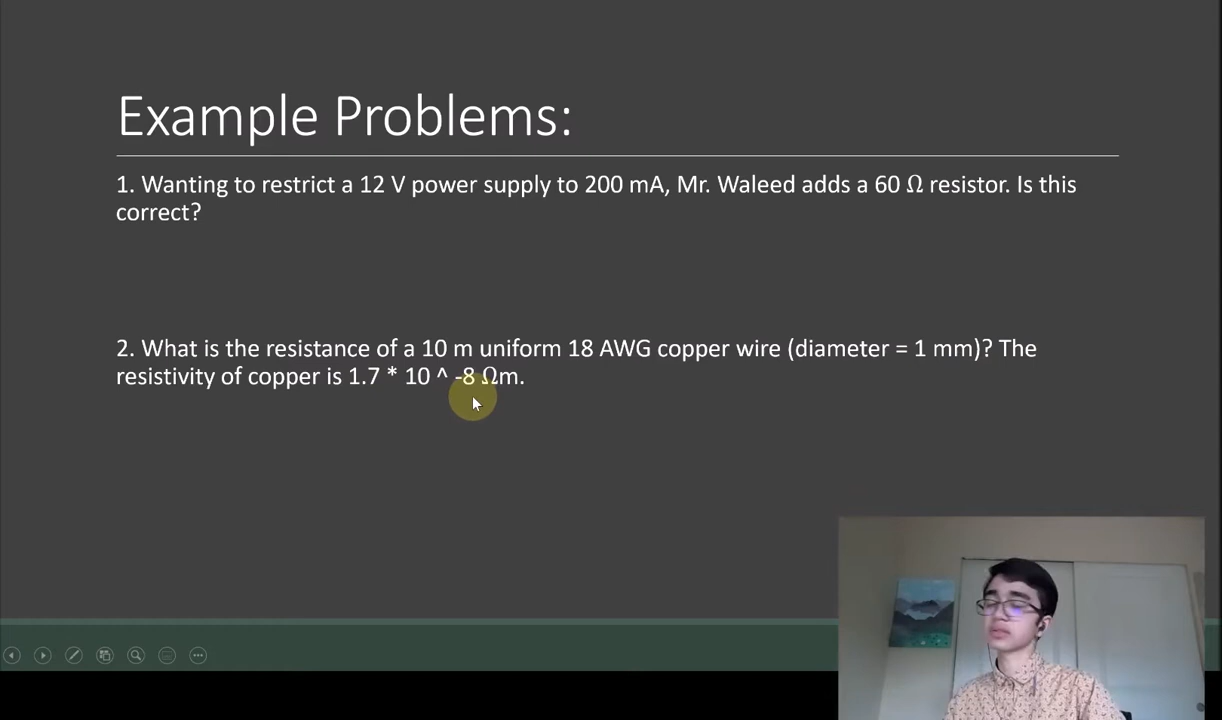 Example Problems:
1. Wanting to restrict a 12 V power supply to 200 mA, Mr. Waleed adds a 60 Ω resistor. Is this
correct?
2. What is the resistance of a 10 m uniform 18 AWG copper wire (diameter = 1 mm)? The
resistivity of copper is 1.7 * 10 ^ -8 Ωm.